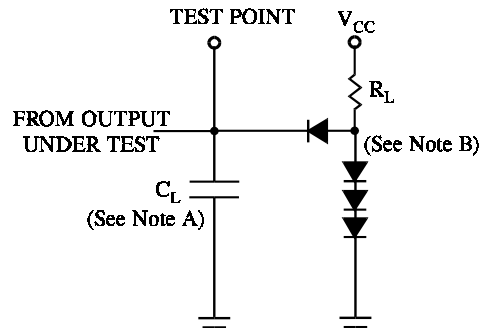 TEST POINT
VCC
RL
FROM OUTPUT
UNDER TEST
(See Note B)
CL
(See Note A)